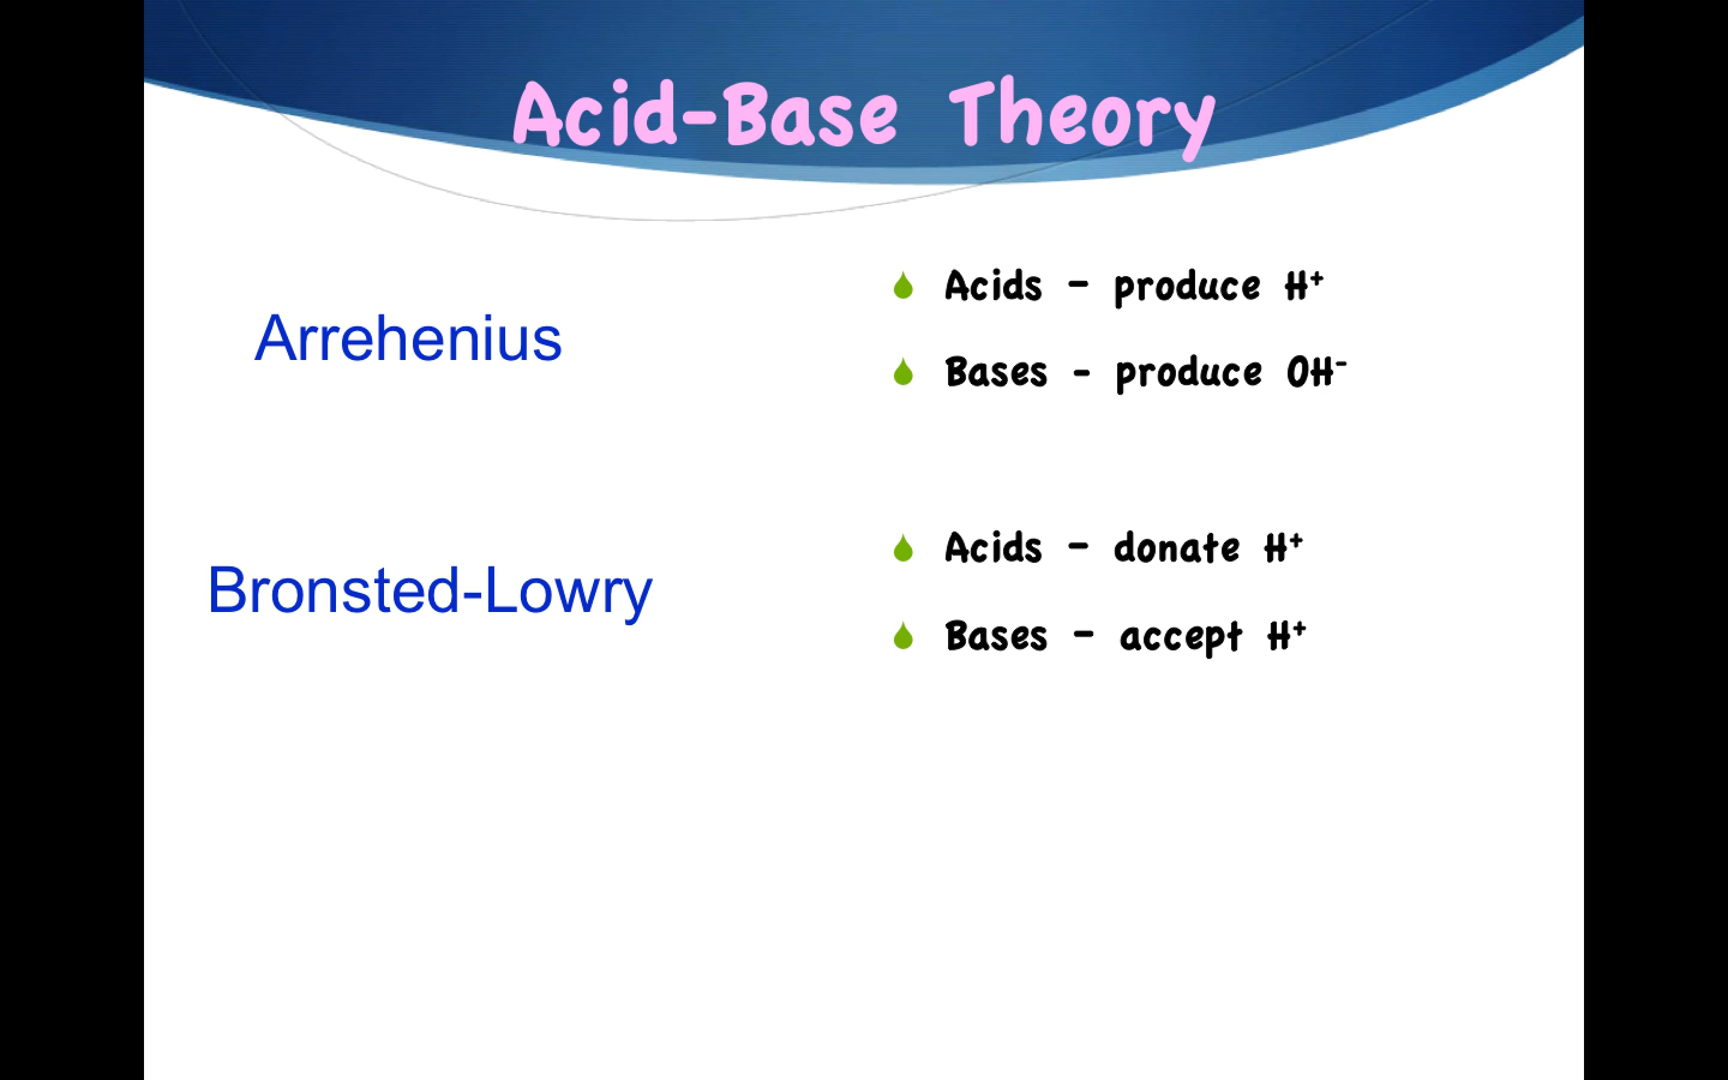 Acid-Base Theory
Arrehenius
Acids - produce H⁺
Bases - produce OH⁻
Bronsted-Lowry
Acids - donate H⁺
Bases - accept H⁺